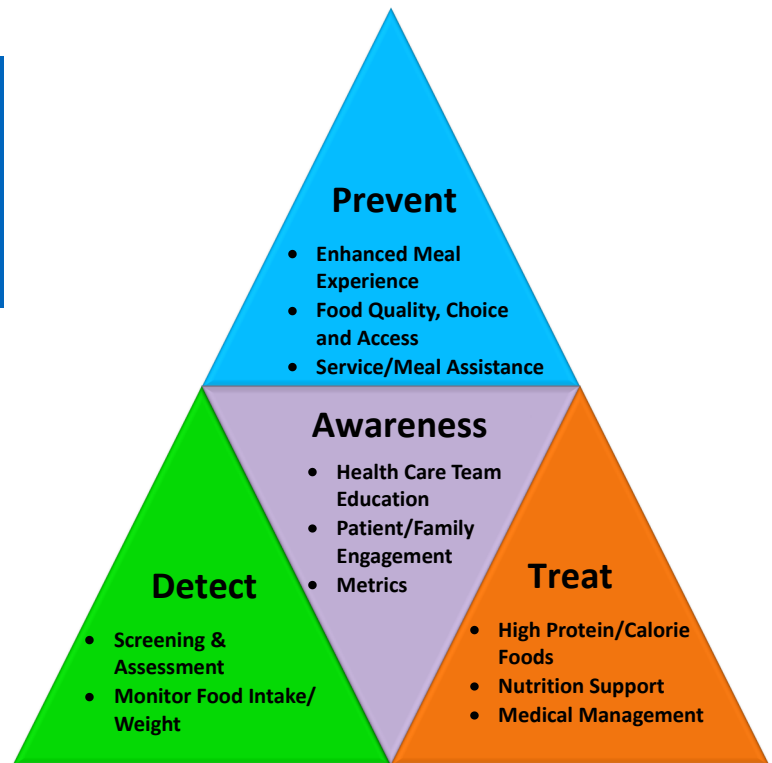 Prevent
• Enhanced Meal
Experience
• Food Quality, Choice
and Access
• Service/Meal Assistance
Awareness
• Health Care Team
Education
• Patient/Family
Engagement
• Metrics
Detect
• Screening &
Assessment
• Monitor Food Intake/
Weight
Treat
• High Protein/Calorie
Foods
• Nutrition Support
• Medical Management